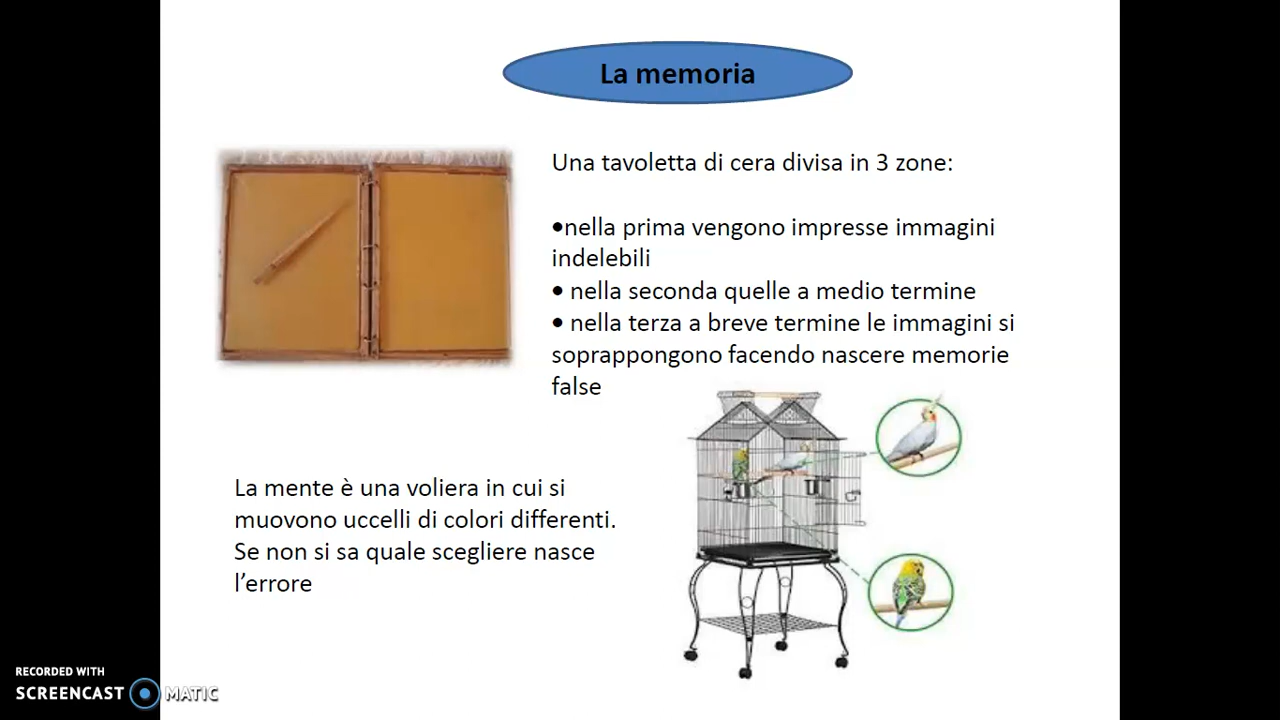 La memoria
Una tavoletta di cera divisa in 3 zone:
•nella prima vengono impresse immagini
indelebili
• nella seconda quelle a medio termine
• nella terza a breve termine le immagini si
soprappongono facendo nascere memorie
false
La mente è una voliera in cui si
muovono uccelli di colori differenti.
Se non si sa quale scegliere nasce
l’errore
RECORDED WITH
SCREENCAST MATIC